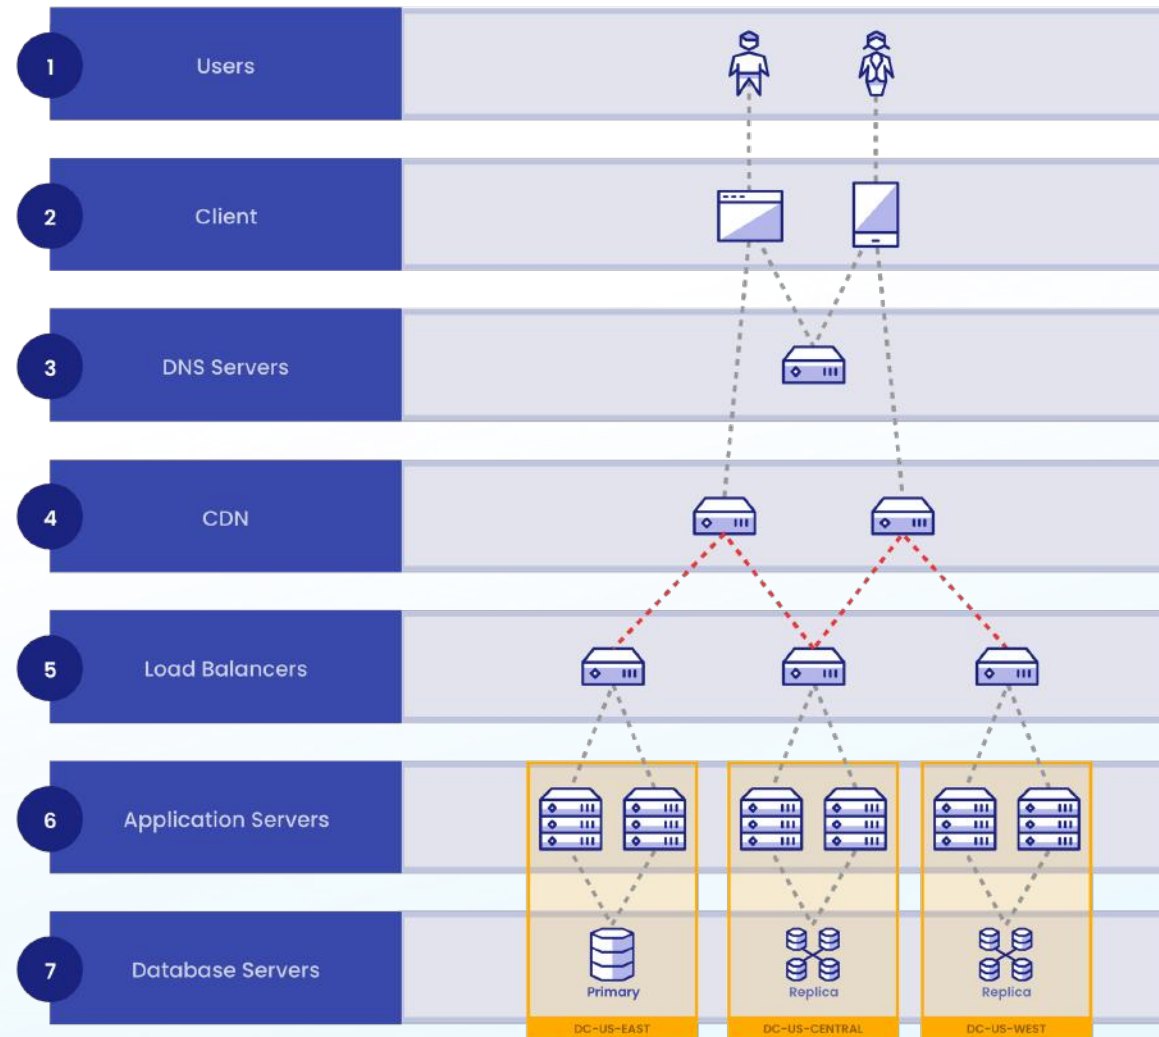 1 Users
2 Client
3 DNS Servers
4 CDN
5 Load Balancers
6 Application Servers
7 Database Servers
Primary Replica Replica
DC-US-EAST DC-US-CENTRAL DC-US-WEST